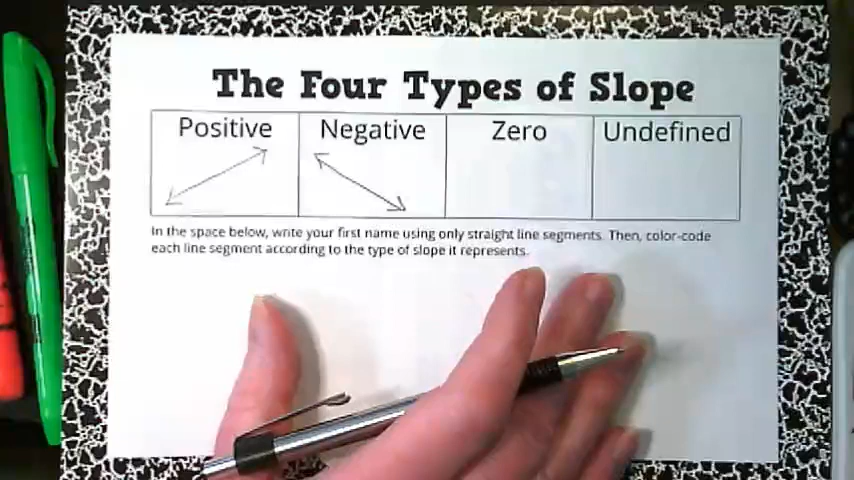 The Four Types of Slope
Positive Negative Zero Undefined
In the space below, write your first name using only straight line segments. Then, color-code
each line segment according to the type of slope it represents.